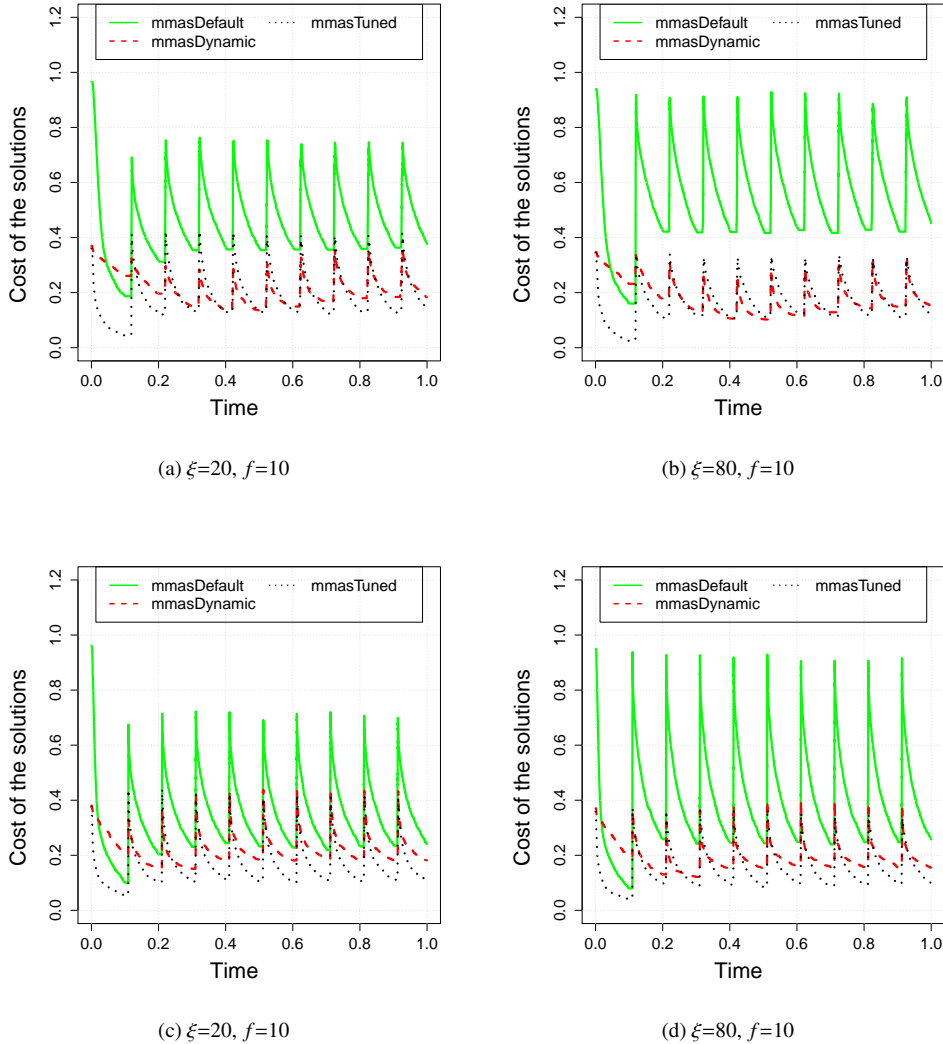 mmasDefault mmasTuned
mmasDynamic
Cost of the solutions
1.2
1.0
0.8
0.6
0.4
0.2
0.0
0.0 0.2 0.4 0.6 0.8 1.0
Time
(a) ξ=20, f=10
mmasDefault mmasTuned
mmasDynamic
Cost of the solutions
1.2
1.0
0.8
0.6
0.4
0.2
0.0
0.0 0.2 0.4 0.6 0.8 1.0
Time
(b) ξ=80, f=10
mmasDefault mmasTuned
mmasDynamic
Cost of the solutions
1.2
1.0
0.8
0.6
0.4
0.2
0.0
0.0 0.2 0.4 0.6 0.8 1.0
Time
(c) ξ=20, f=10
mmasDefault mmasTuned
mmasDynamic
Cost of the solutions
1.2
1.0
0.8
0.6
0.4
0.2
0.0
0.0 0.2 0.4 0.6 0.8 1.0
Time
(d) ξ=80, f=10